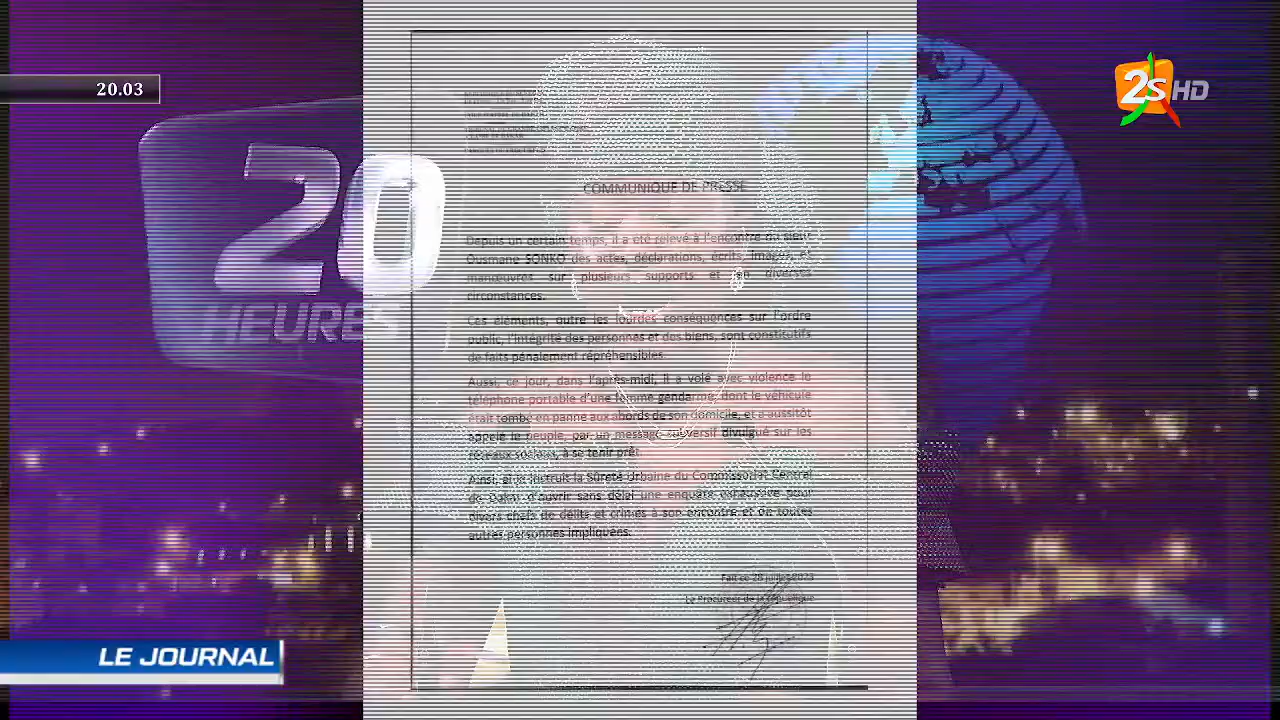 20.03
2S HD
20
HEURES
COMMUNIQUE DE PRESSE
Depuis un certain temps, il a été relevé à l'encontre du sieur
Ousmane SONKO des actes, déclarations, écrits, images, et
manœuvres sur plusieurs supports et en diverses
circonstances.
Ces éléments, outre les lourdes conséquences sur l'ordre
public, l'intégrité des personnes et des biens, sont constitutifs
de faits pénalement répréhensibles.
Aussi, ce jour, dans l'après-midi, il a volé avec violence le
téléphone portable d'une femme gendarme, dont le véhicule
était tombé en panne aux abords de son domicile, et a aussitôt
appelé le peuple, par un message subversif divulgué sur les
réseaux sociaux, à se tenir prêt.
Ainsi, ai-je instruit la Sûreté Urbaine du Commissariat Central
de Dakar d'ouvrir sans délai une enquête exhaustive pour
divers chefs de délits et crimes à son encontre et de toutes
autres personnes impliquées.
Fait ce 28 juillet 2023
Le Procureur de la république
LE JOURNAL